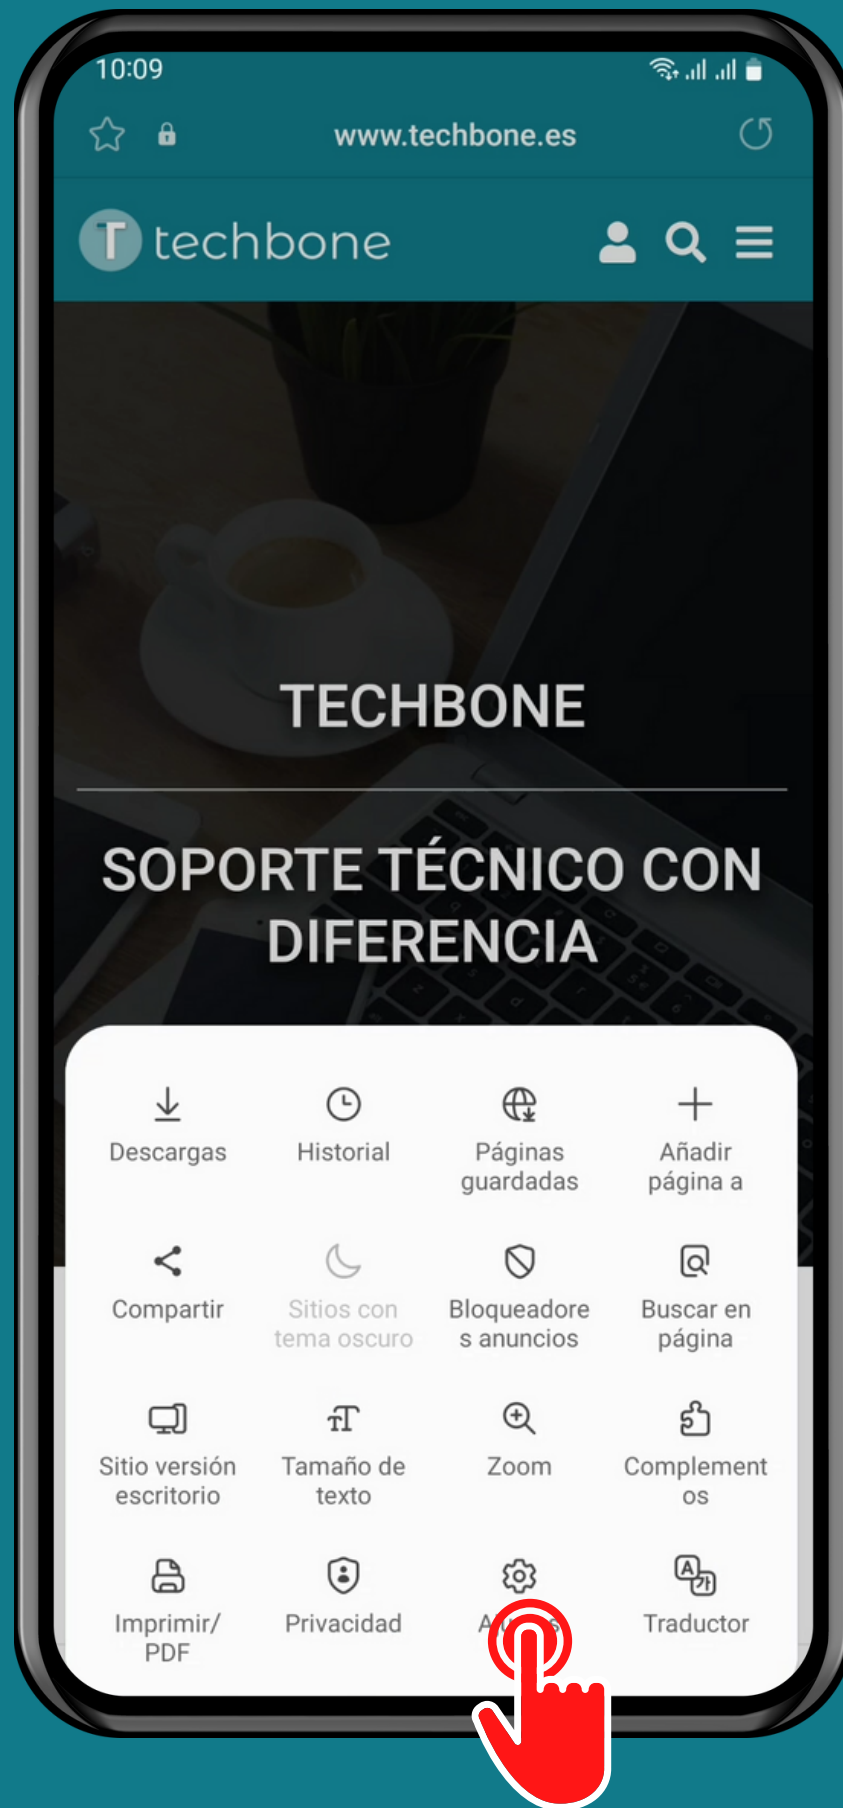 10:09
www.techbone.es
T techbone
TECHBONE
SOPORTE TÉCNICO CON
DIFERENCIA
Descargas
Historial
Páginas
guardadas
Añadir
página a
Compartir
Sitios con
tema oscuro
Bloqueadore
s anuncios
Buscar en
página
Sitio versión
escritorio
Tamaño de
texto
Zoom
Complement
os
Imprimir/
PDF
Privacidad
Traductor